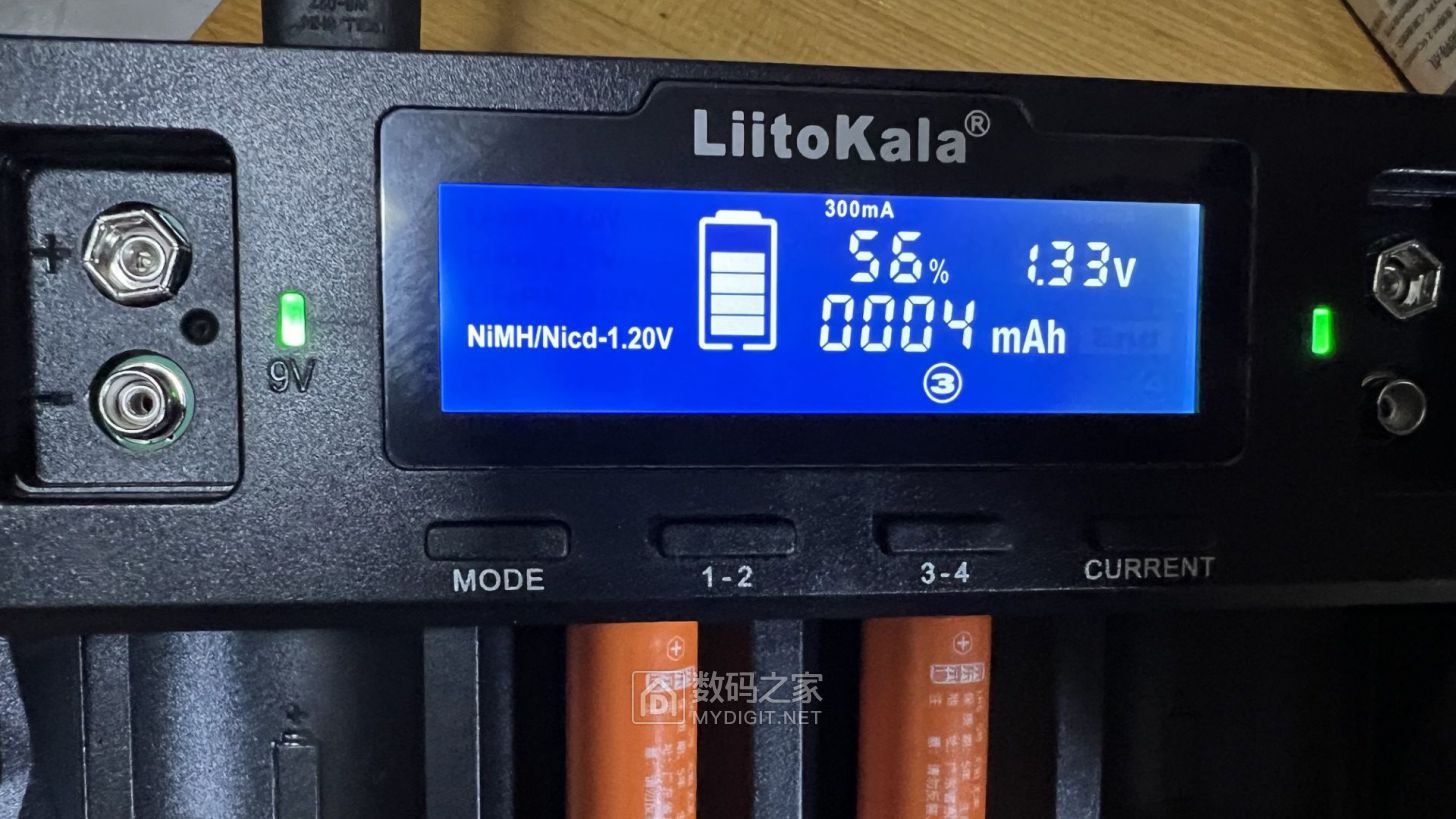 LiitoKala®
300mA
56% 1.33V
NiMH/Nicd-1.20V
0004 mAh
③
+
-
9V
MODE
1-2
3-4
CURRENT
数码之家
MYDIGIT.NET